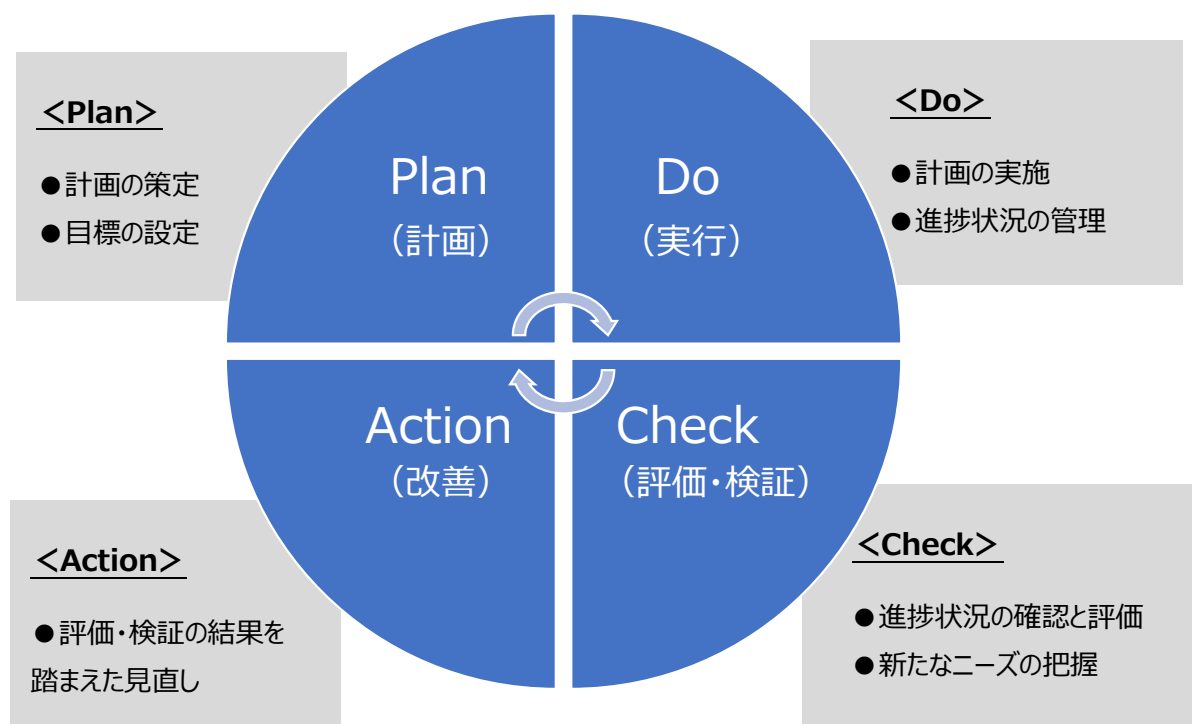 <Plan>
●計画の策定
●目標の設定
Plan
（計画）
Do
（実行）
<Do>
●計画の実施
●進捗状況の管理
Action
（改善）
Check
（評価・検証）
<Action>
●評価・検証の結果を
踏まえた見直し
<Check>
●進捗状況の確認と評価
●新たなニーズの把握